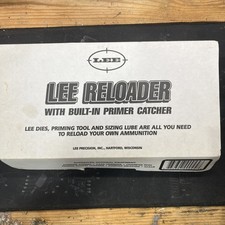 LEE
LEE RELOADER
WITH BUILT-IN PRIMER CATCHER
LEE DIES, PRIMING TOOL AND SIZING LUBE ARE ALL YOU NEED
TO RELOAD YOUR OWN AMMUNITION
LEE PRECISION, INC., HARTFORD, WISCONSIN